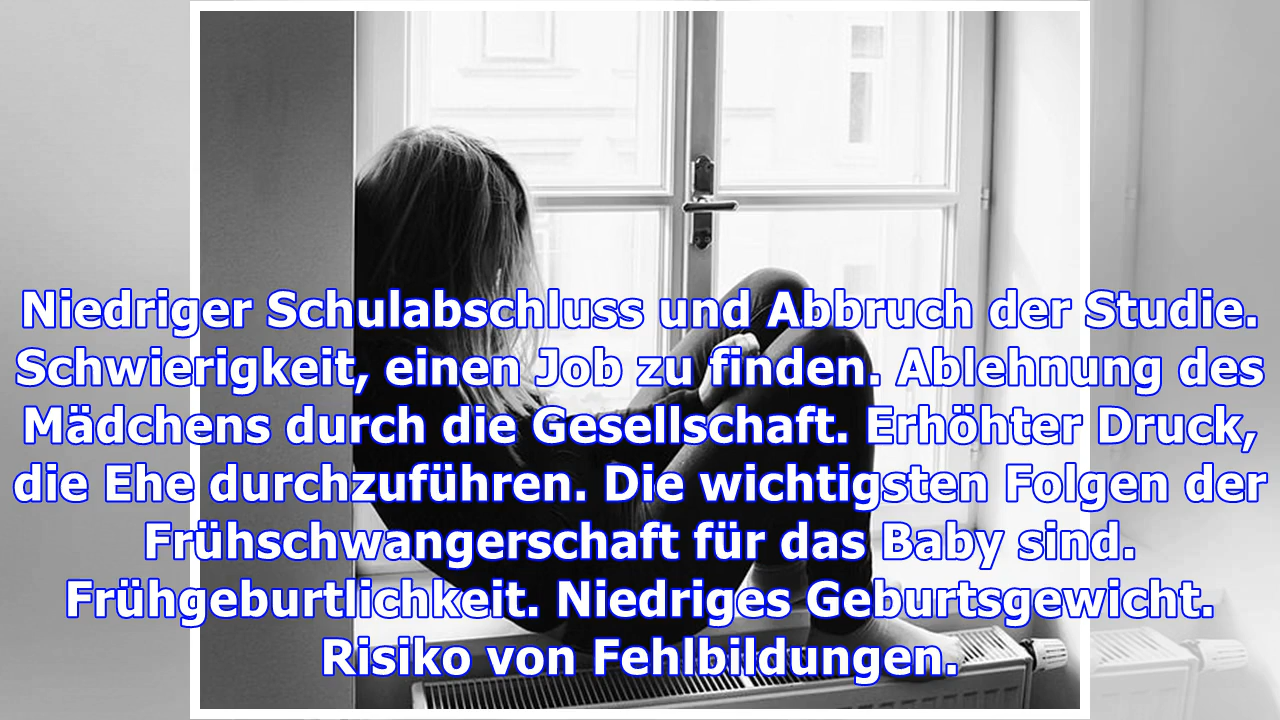 Niedriger Schulabschluss und Abbruch der Studie.
Schwierigkeit, einen Job zu finden. Ablehnung des
Mädchens durch die Gesellschaft. Erhöhter Druck,
die Ehe durchzuführen. Die wichtigsten Folgen der
Frühschwangerschaft für das Baby sind.
Frühgeburtlichkeit. Niedriges Geburtsgewicht.
Risiko von Fehlbildungen.